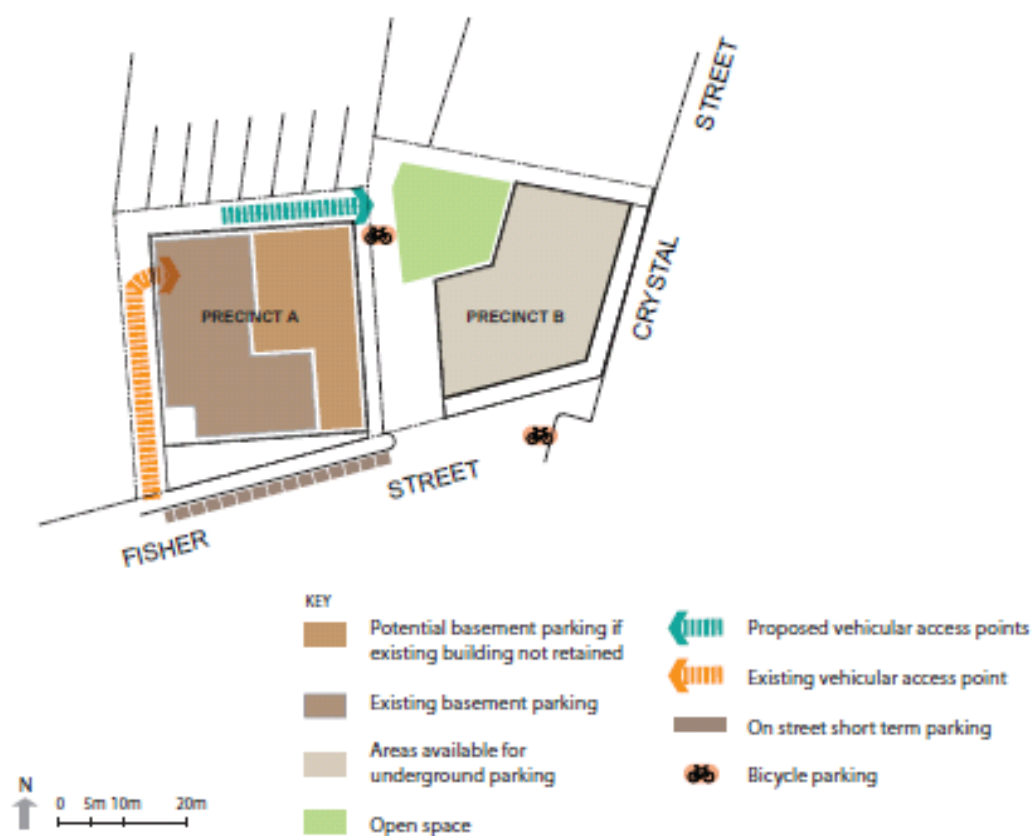 STREET
CRYSTAL
PRECINCT A
PRECINCT B
STREET
FISHER
KEY
Potential basement parking if
existing building not retained
Existing basement parking
Areas available for
underground parking
Open space
Proposed vehicular access points
Existing vehicular access point
On street short term parking
Bicycle parking
N
0 5m 10m 20m